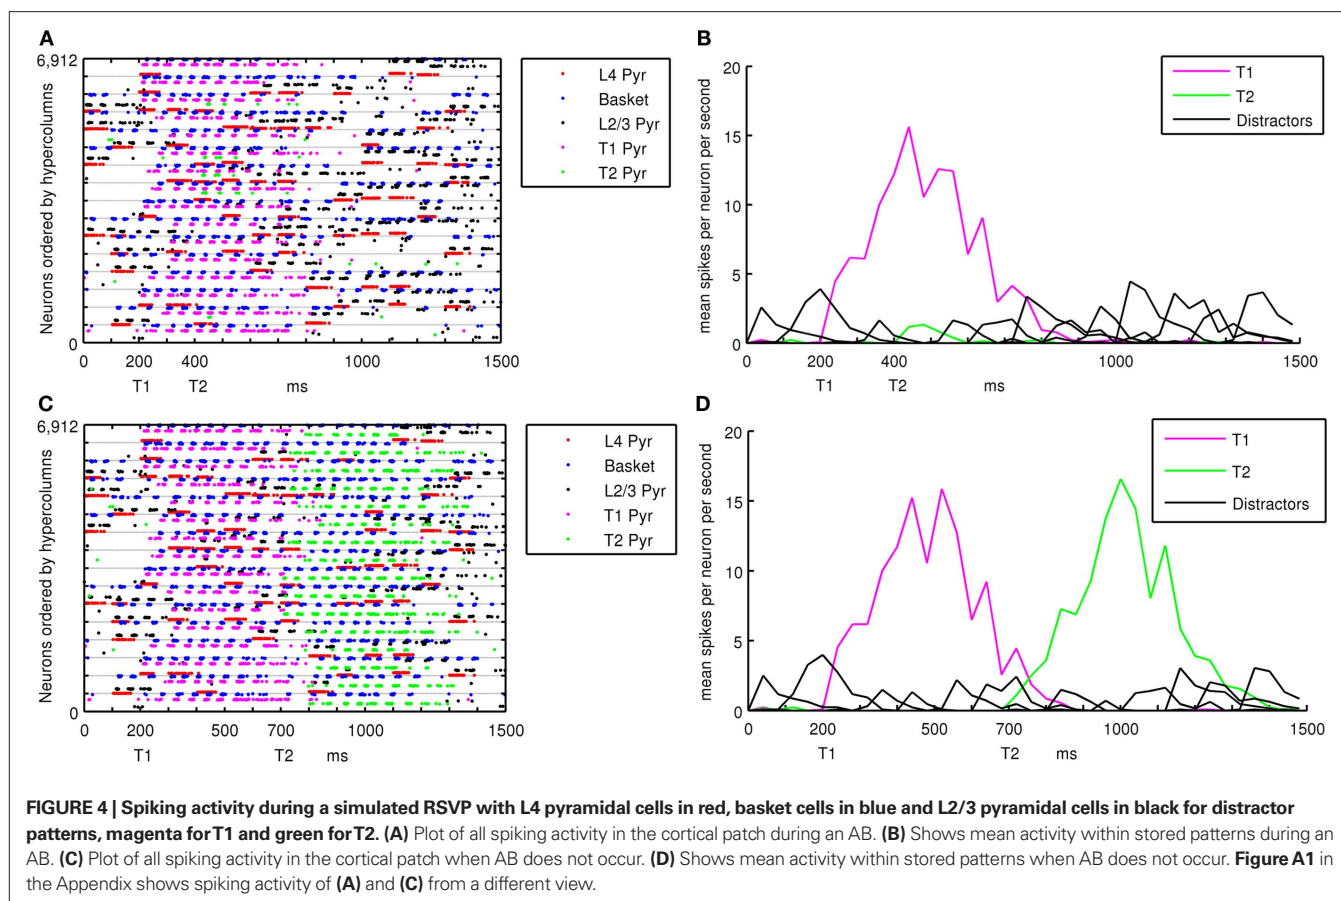 A
6,912
Neurons ordered by hypercolumns
0
0 200 400 1000 1500
T1 T2 ms
L4 Pyr
Basket
L2/3 Pyr
T1 Pyr
T2 Pyr
B
20
15
10
5
0
mean spikes per neuron per second
0 200 400 1000 1500
T1 T2 ms
T1
T2
Distractors
C
6,912
Neurons ordered by hypercolumns
0
0 200 500 700 1000 1500
T1 T2 ms
L4 Pyr
Basket
L2/3 Pyr
T1 Pyr
T2 Pyr
D
20
15
10
5
0
mean spikes per neuron per second
0 200 500 700 1000 1500
T1 T2 ms
T1
T2
Distractors
FIGURE 4 | Spiking activity during a simulated RSVP with L4 pyramidal cells in red, basket cells in blue and L2/3 pyramidal cells in black for distractor
patterns, magenta for T1 and green for T2. (A) Plot of all spiking activity in the cortical patch during an AB. (B) Shows mean activity within stored patterns during an
AB. (C) Plot of all spiking activity in the cortical patch when AB does not occur. (D) Shows mean activity within stored patterns when AB does not occur. Figure A1 in
the Appendix shows spiking activity of (A) and (C) from a different view.